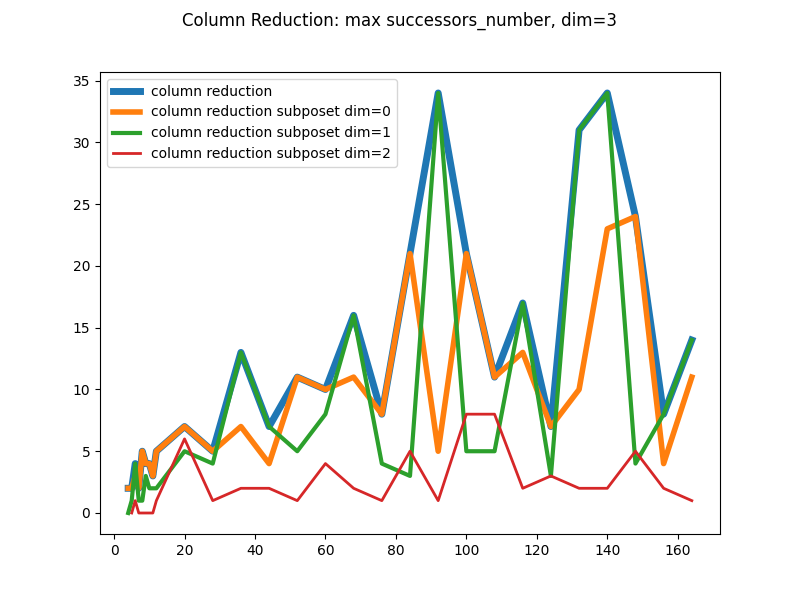 Column Reduction: max successors_number, dim=3
column reduction
column reduction subposet dim=0
column reduction subposet dim=1
column reduction subposet dim=2
35
30
25
20
15
10
5
0
0 20 40 60 80 100 120 140 160